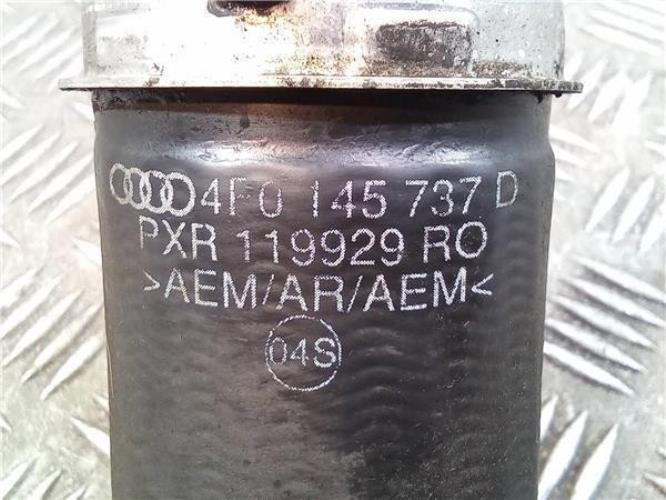 4F0 145 737 D
PXR 119929 RO
>AEM/AR/AEM<
04S